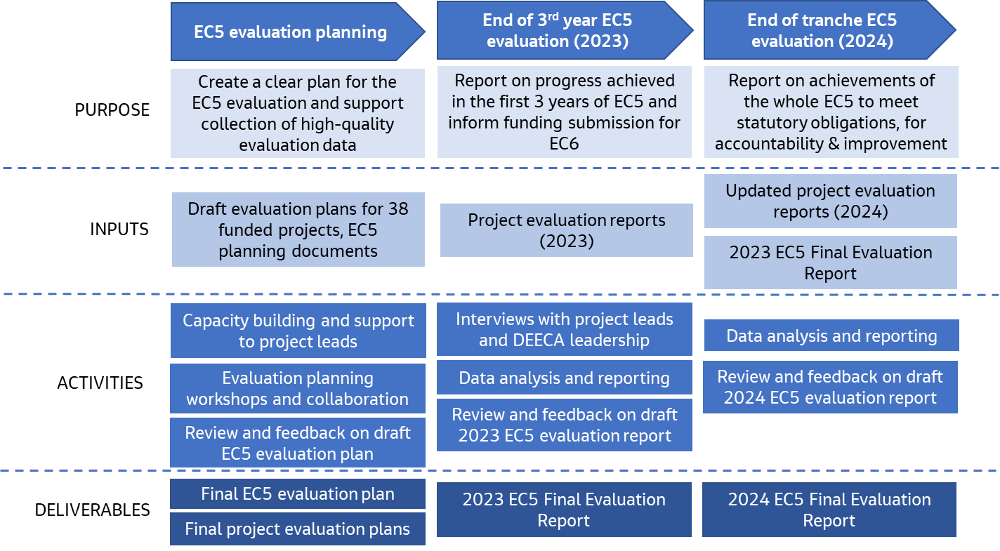 EC5 evaluation planning
End of 3rd year EC5
evaluation (2023)
End of tranche EC5
evaluation (2024)
PURPOSE
Create a clear plan for the
EC5 evaluation and support
collection of high-quality
evaluation data
Report on progress achieved
in the first 3 years of EC5 and
inform funding submission for
EC6
Report on achievements of
the whole EC5 to meet
statutory obligations, for
accountability & improvement
INPUTS
Draft evaluation plans for 38
funded projects, EC5
planning documents
Project evaluation reports
(2023)
Updated project evaluation
reports (2024)
2023 EC5 Final Evaluation
Report
ACTIVITIES
Capacity building and support
to project leads
Evaluation planning
workshops and collaboration
Review and feedback on draft
EC5 evaluation plan
Interviews with project leads
and DEECA leadership
Data analysis and reporting
Review and feedback on draft
2023 EC5 evaluation report
Data analysis and reporting
Review and feedback on draft
2024 EC5 evaluation report
DELIVERABLES
Final EC5 evaluation plan
Final project evaluation plans
2023 EC5 Final Evaluation
Report
2024 EC5 Final Evaluation
Report